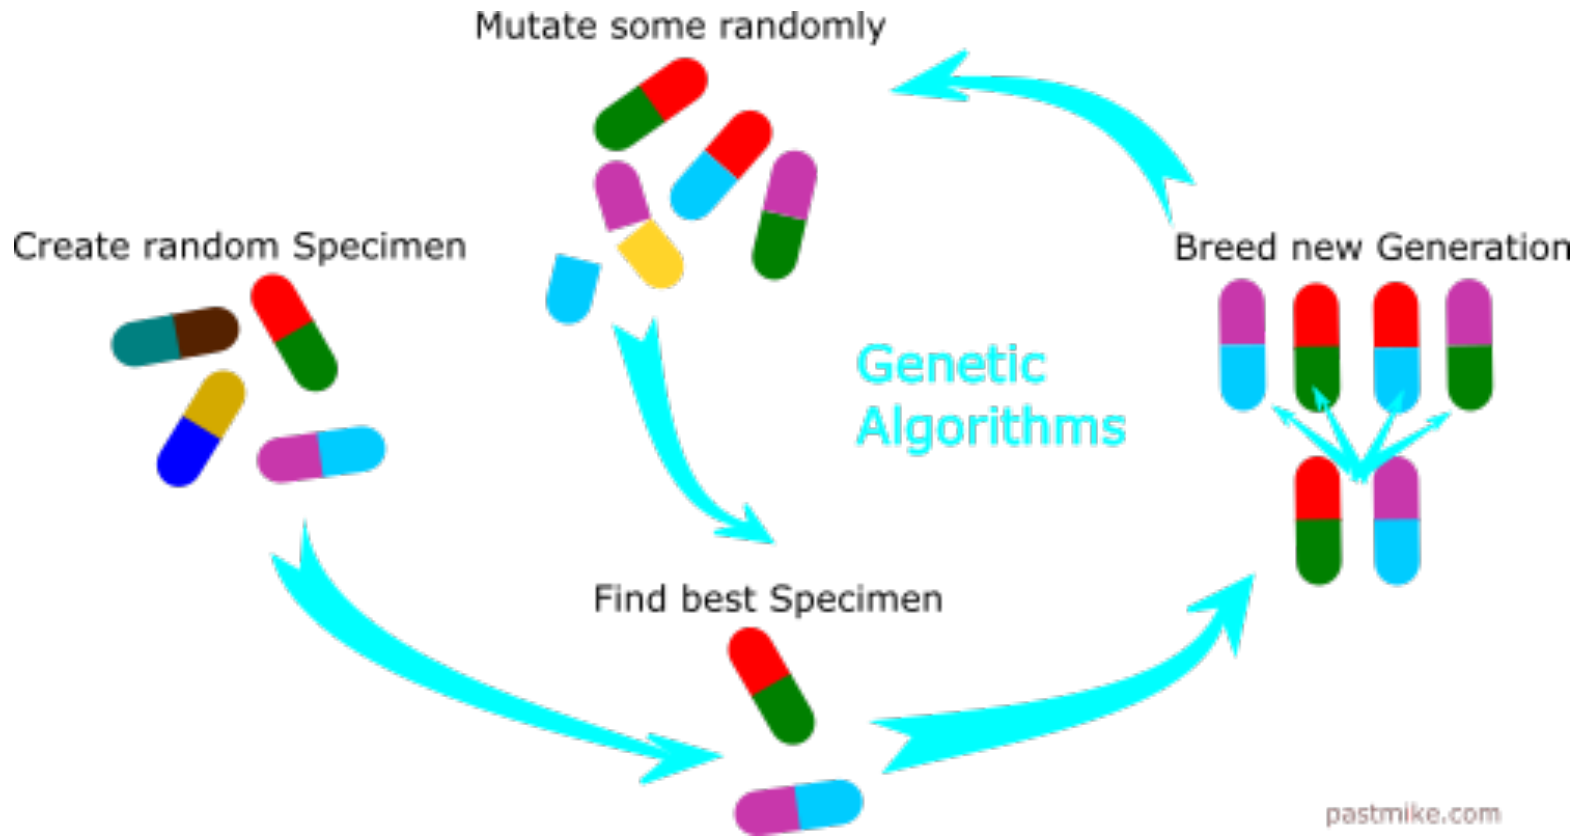 Mutate some randomly
Create random Specimen
Breed new Generation
Genetic
Algorithms
Find best Specimen
pastmike.com